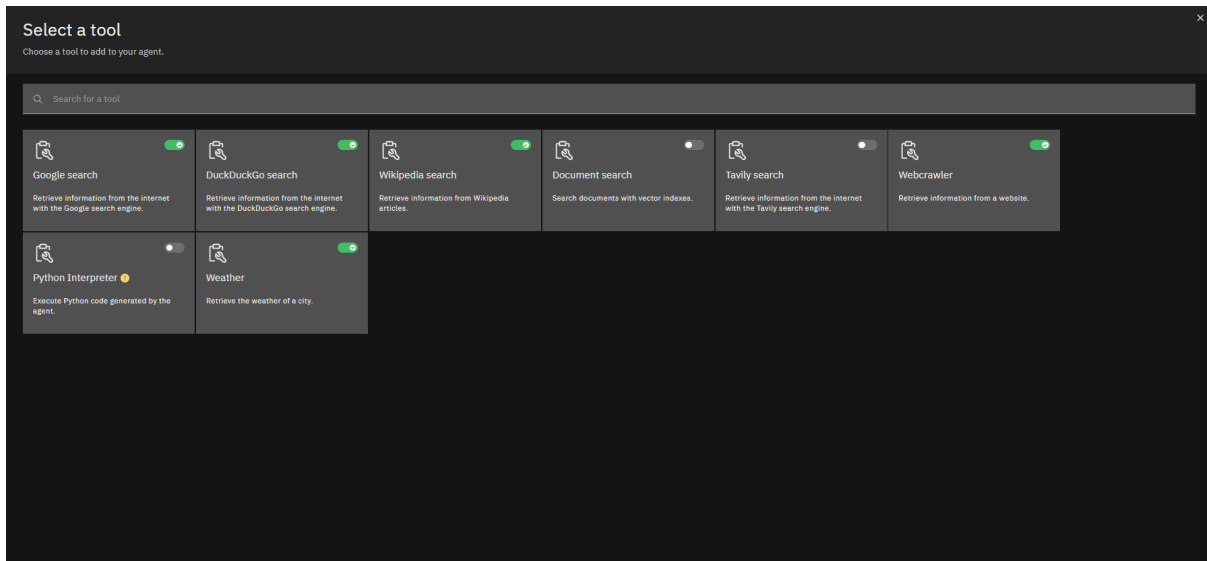 Select a tool
Choose a tool to add to your agent.
Search for a tool
Google search
Retrieve information from the internet
with the Google search engine.
DuckDuckGo search
Retrieve information from the internet
with the DuckDuckGo search engine.
Wikipedia search
Retrieve information from Wikipedia
articles.
Document search
Search documents with vector indexes.
Tavily search
Retrieve information from the internet
with the Tavily search engine.
Webcrawler
Retrieve information from a website.
Python Interpreter
Execute Python code generated by the
agent.
Weather
Retrieve the weather of a city.